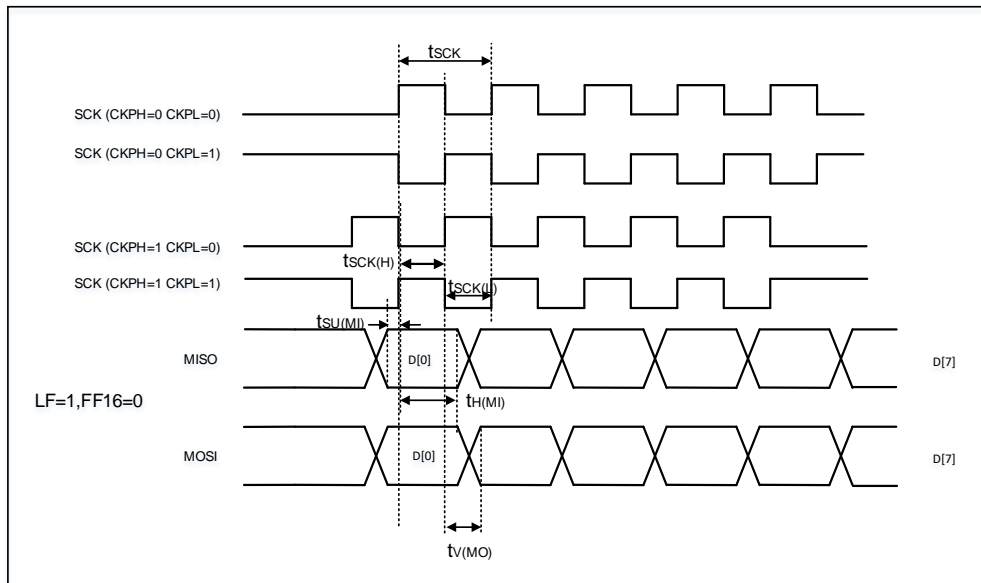 tSCK
SCK (CKPH=0 CKPL=0)
SCK (CKPH=0 CKPL=1)
SCK (CKPH=1 CKPL=0)
tSCK(H)
SCK (CKPH=1 CKPL=1)
tSCK(L)
tSU(MI)
MISO
D[0]
D[7]
LF=1,FF16=0
tH(MI)
MOSI
D[0]
D[7]
tV(MO)